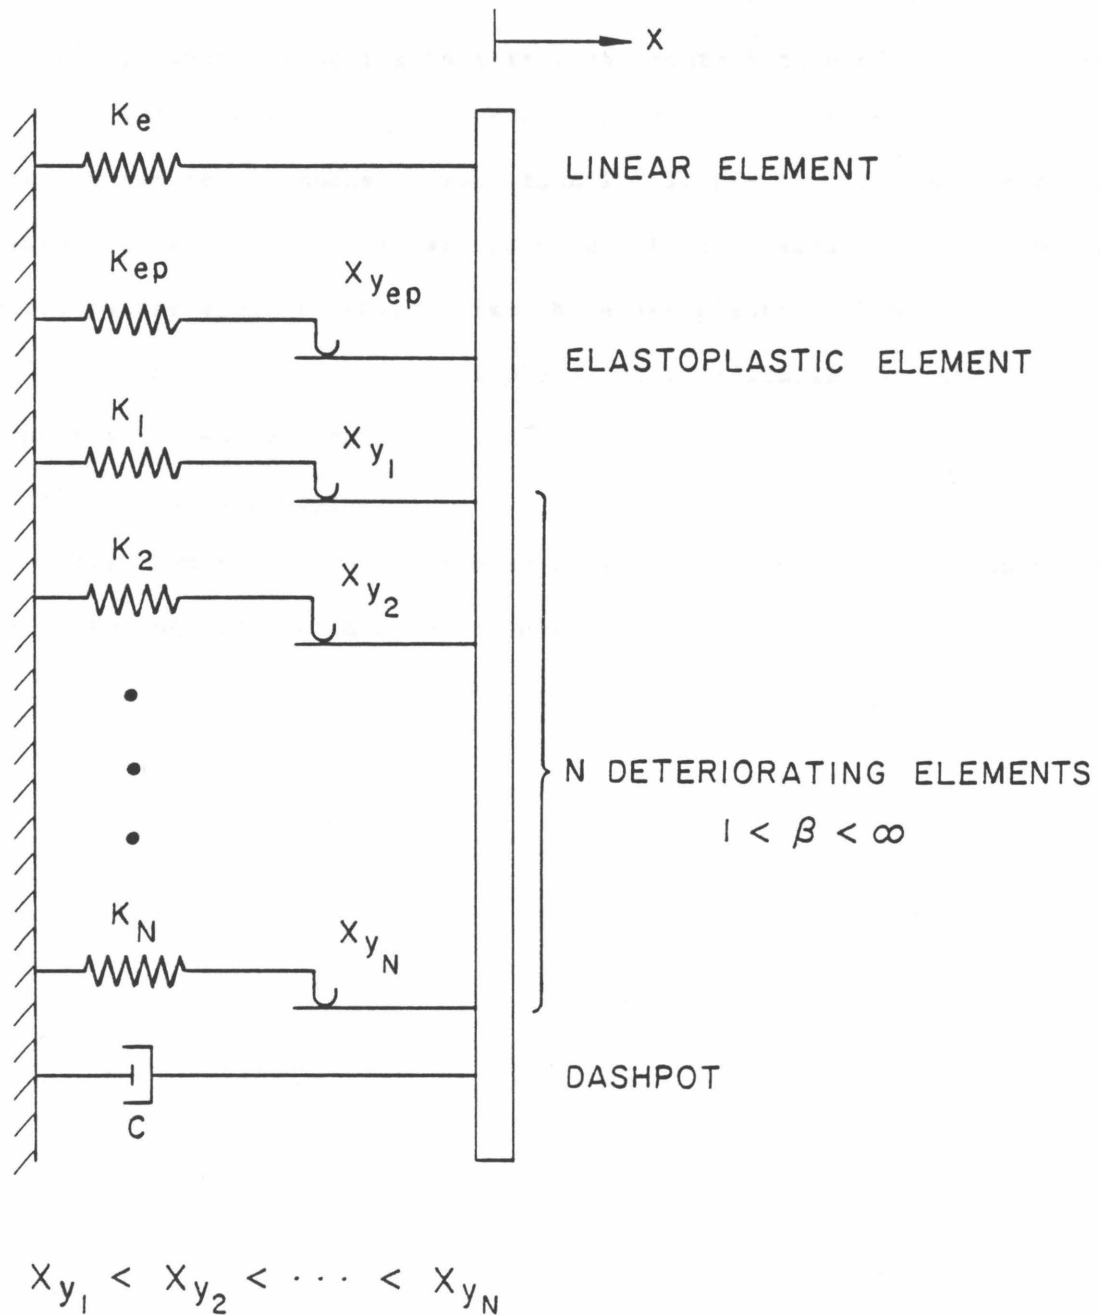 X
K_e
LINEAR ELEMENT
K_ep
X_y_ep
ELASTOPLASTIC ELEMENT
K_1
X_y_1
K_2
X_y_2
N DETERIORATING ELEMENTS
1 < β < ∞
K_N
X_y_N
DASHPOT
C
X_y_1 < X_y_2 < ··· < X_y_N